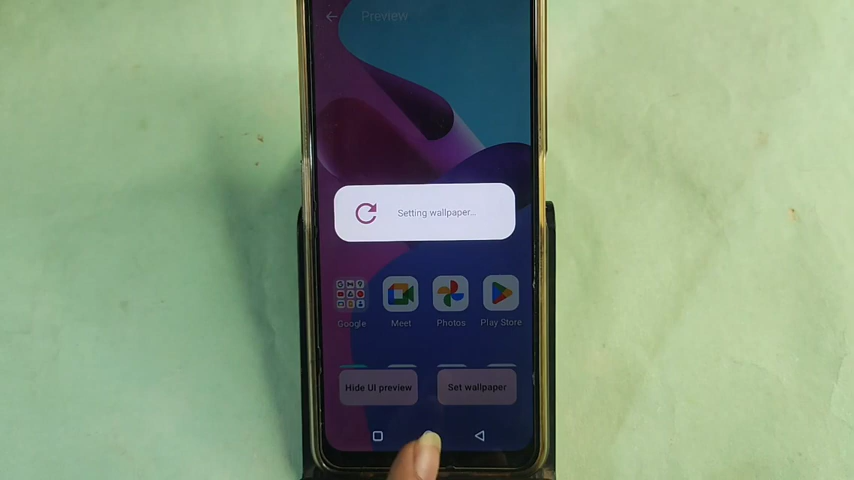 Preview
Setting wallpaper...
Google
Meet
Photos
Play Store
Hide UI preview
Set wallpaper